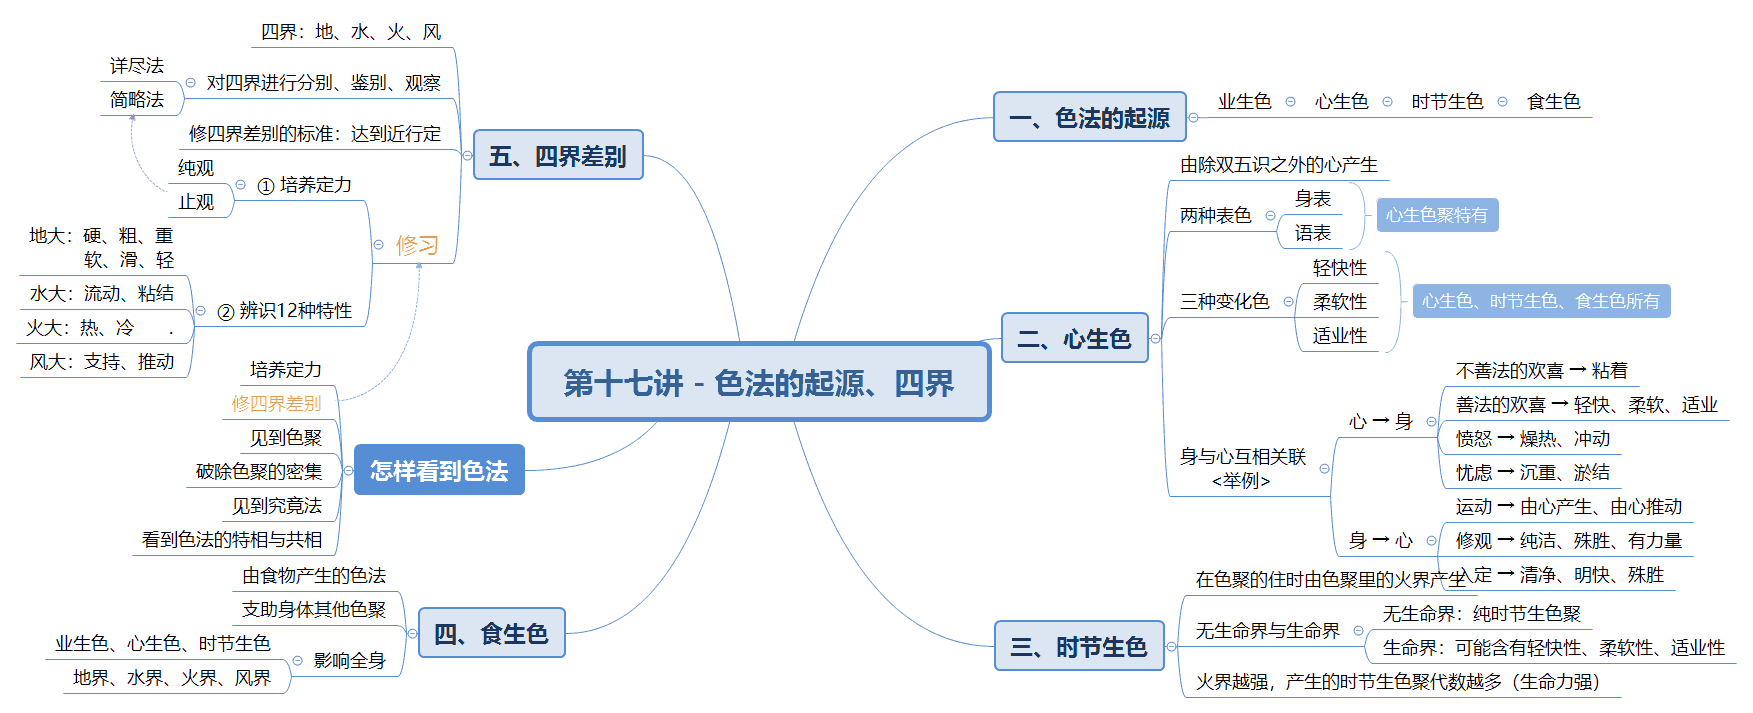 第十七讲 - 色法的起源、四界
一、色法的起源
业生色
心生色
时节生色
食生色
二、心生色
由除双五识之外的心产生
两种表色
身表
语表
心生色聚特有
三种变化色
轻快性
柔软性
适业性
心生色、时节生色、食生色所有
身与心互相关联
<举例>
心 → 身
不善法的欢喜 → 粘着
善法的欢喜 → 轻快、柔软、适业
愤怒 → 燥热、冲动
忧虑 → 沉重、淤结
身 → 心
运动 → 由心产生、由心推动
修观 → 纯洁、殊胜、有力量
入定 → 清净、明快、殊胜
三、时节生色
在色聚的住时由色聚里的火界产生
无生命界与生命界
无生命界：纯时节生色聚
生命界：可能含有轻快性、柔软性、适业性
火界越强，产生的时节生色聚代数越多（生命力强）
四、食生色
由食物产生的色法
支助身体其他色聚
影响全身
业生色、心生色、时节生色
地界、水界、火界、风界
怎样看到色法
培养定力
修四界差别
见到色聚
破除色聚的密集
见到究竟法
看到色法的特相与共相
五、四界差别
四界：地、水、火、风
对四界进行分别、鉴别、观察
详尽法
简略法
修四界差别的标准：达到近行定
修习
① 培养定力
纯观
止观
② 辨识12种特性
地大：硬、粗、重
软、滑、轻
水大：流动、粘结
火大：热、冷 .
风大：支持、推动